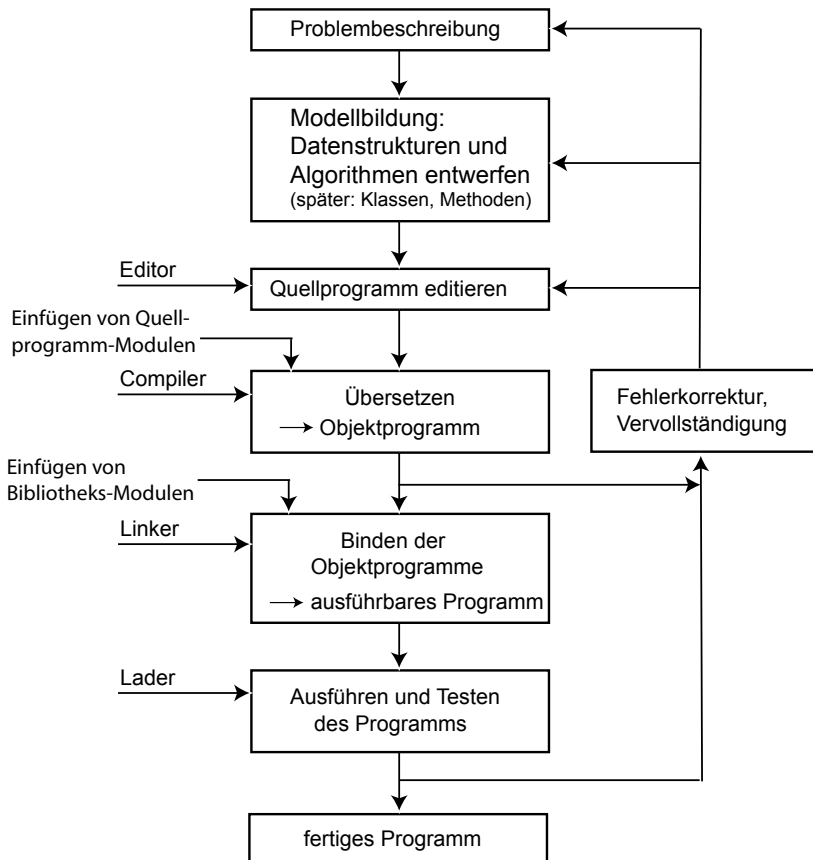 Problembeschreibung
Modellbildung:
Datenstrukturen und
Algorithmen entwerfen
(später: Klassen, Methoden)
Editor
Quellprogramm editieren
Einfügen von Quell-
programm-Modulen
Compiler
Übersetzen
Objektprogramm
Fehlerkorrektur,
Vervollständigung
Einfügen von
Bibliotheks-Modulen
Linker
Binden der
Objektprogramme
ausführbares Programm
Lader
Ausführen und Testen
des Programms
fertiges Programm